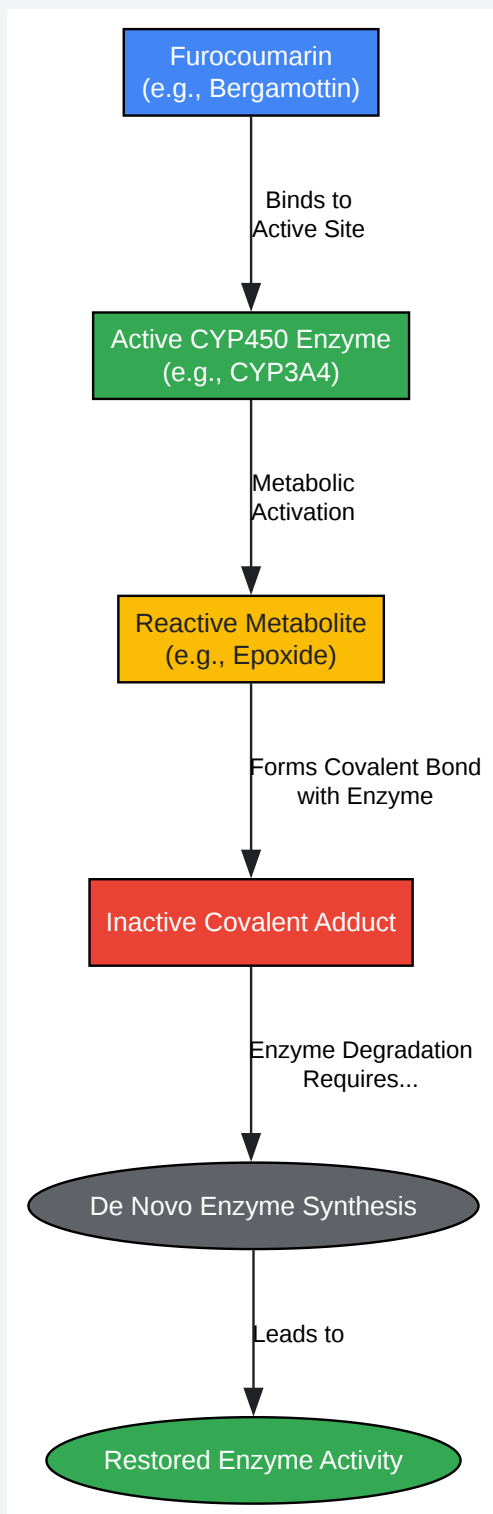 Furocoumarin
(e.g., Bergamottin)
Binds to
Active Site
Active CYP450 Enzyme
(e.g., CYP3A4)
Metabolic
Activation
Reactive Metabolite
(e.g., Epoxide)
Forms Covalent Bond
with Enzyme
Inactive Covalent Adduct
Enzyme Degradation
Requires...
De Novo Enzyme Synthesis
Leads to
Restored Enzyme Activity